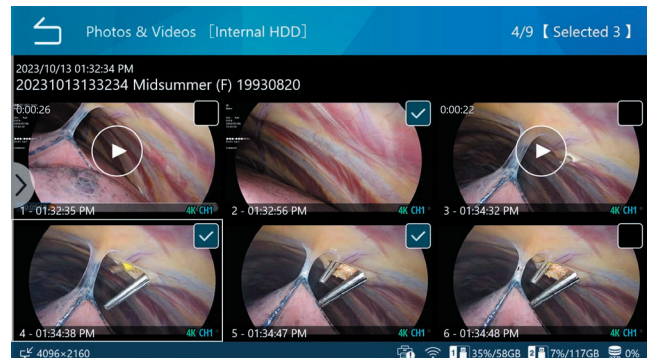 Photos & Videos [Internal HDD]
4/9 【 Selected 3 】
2023/10/13 01:32:34 PM
20231013133234 Midsummer (F) 19930820
0:00:26
0:00:22
1 - 01:32:35 PM 4K CH1
2 - 01:32:56 PM 4K CH1
3 - 01:34:32 PM 4K CH1
4 - 01:34:38 PM 4K CH1
5 - 01:34:47 PM 4K CH1
6 - 01:34:48 PM 4K CH1
4096×2160
1 35%/58GB 2 7%/117GB 0%